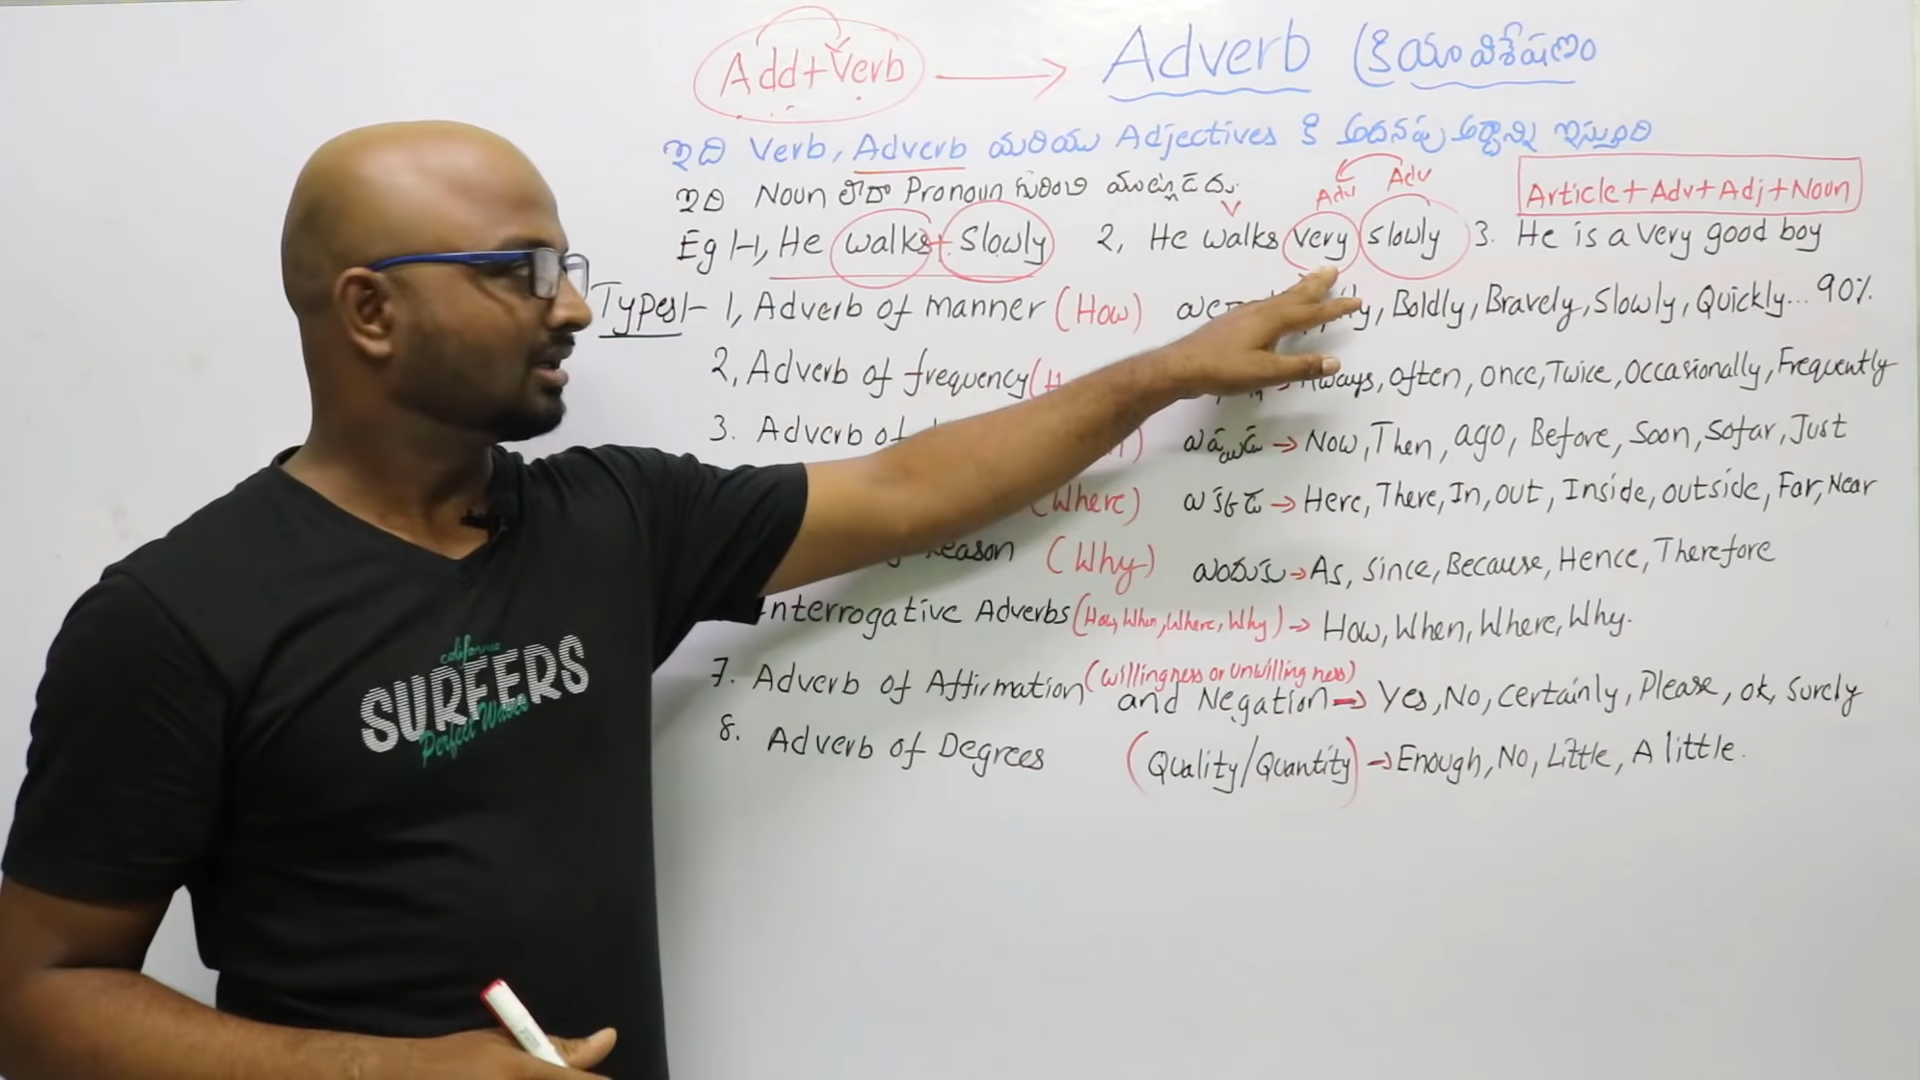 Add+Verb → Adverb (క్రియా విశేషణం
ఇది Verb, Adverb మరియు Adjectives కి అదనపు అర్థాన్ని ఇస్తుంది
ఇది Noun లేదా Pronoun గురించి
V Adv Adv
Article+Adv+Adj+Noun
Eg 1-1, He walks + Slowly 2, He walks very slowly 3. He is a very good boy
Types1- 1, Adverb of manner (How) ly, Boldly, Bravely, Slowly, Quickly... 90%
2, Adverb of frequency (H → Always, often, once, Twice, Occasionally, Frequently
3. Adverb of → Now, Then, ago, Before, Soon, Sofar, Just
(Where) → Here, There, In, out, Inside, outside, Far, Near
Reason (Why) ఎందుకు → As, Since, Because, Hence, Therefore
Interrogative Adverbs (How, When, Where, Why) → How, When, Where, Why.
7. Adverb of Affirmation (willingness or Unwillingness)
and Negation → Yes, No, certainly, Please, ok, Surely
8. Adverb of Degrees (Quality/Quantity) → Enough, No, Little, A little.
california
SURFERS
Perfect Waves